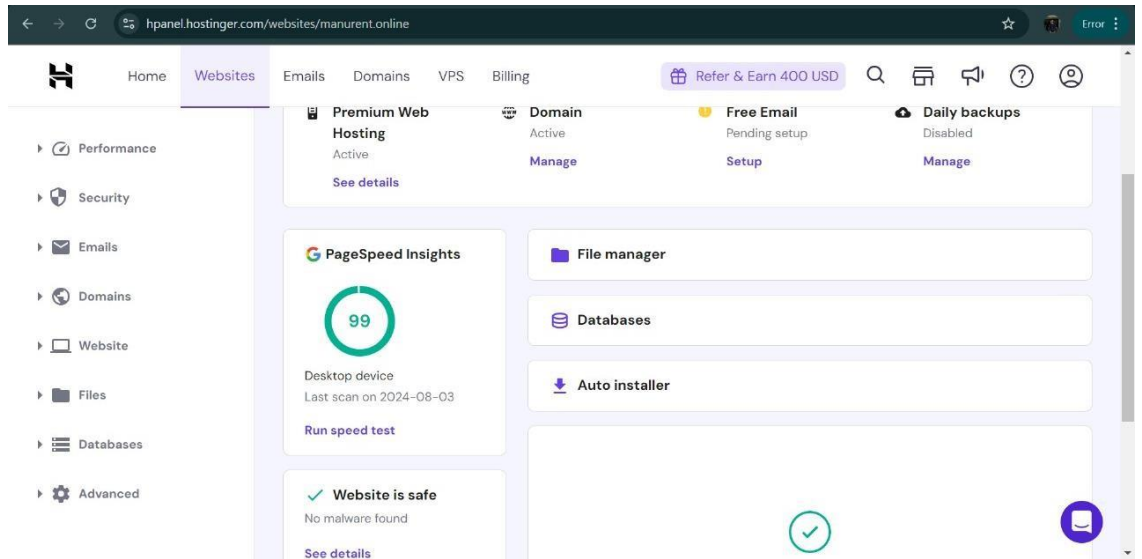 hpanel.hostinger.com/websites/manurent.online
Error
Home
Websites
Emails
Domains
VPS
Billing
Refer & Earn 400 USD
Performance
Security
Emails
Domains
Website
Files
Databases
Advanced
Premium Web
Hosting
Active
See details
Domain
Active
Manage
Free Email
Pending setup
Setup
Daily backups
Disabled
Manage
PageSpeed Insights
99
Desktop device
Last scan on 2024-08-03
Run speed test
File manager
Databases
Auto installer
Website is safe
No malware found
See details